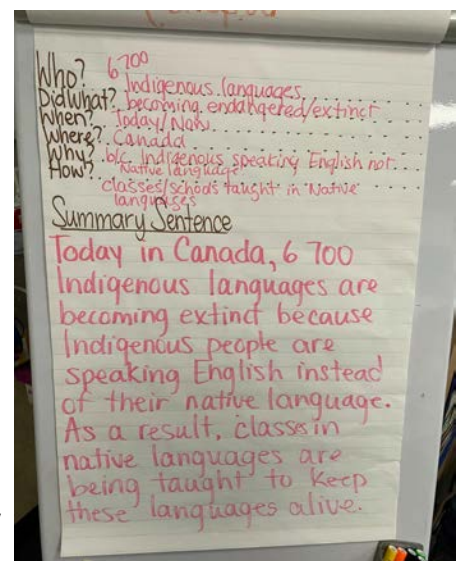 Who? 6700
Indigenous languages
Did What? becoming endangered/extinct
When? Today/Now
Where? Canada
Why? b/c Indigenous speaking English not
Native language
How? classes/schools taught in "Native"
languages
Summary Sentence
Today in Canada, 6 700
Indigenous languages are
becoming extinct because
Indigenous people are
speaking English instead
of their native language.
As a result, classes in
native languages are
being taught to keep
these languages alive.